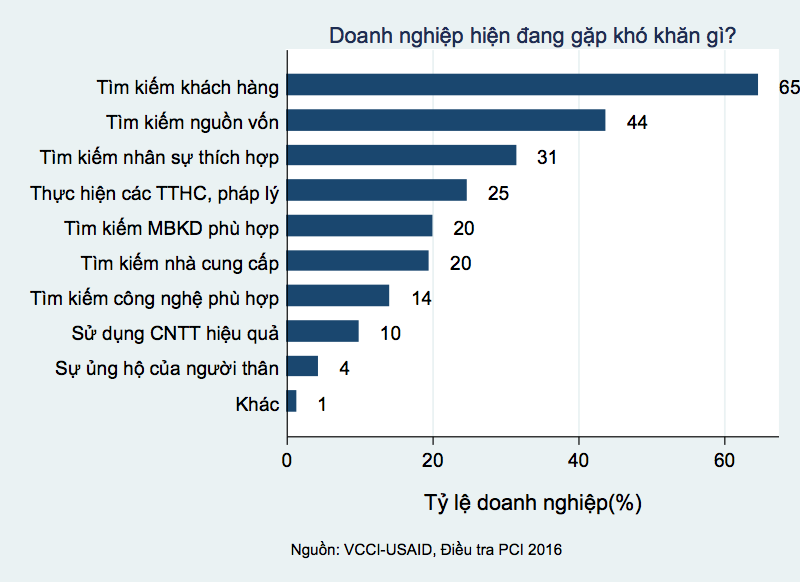 Doanh nghiệp hiện đang gặp khó khăn gì?
Tìm kiếm khách hàng 65
Tìm kiếm nguồn vốn 44
Tìm kiếm nhân sự thích hợp 31
Thực hiện các TTHC, pháp lý 25
Tìm kiếm MBKD phù hợp 20
Tìm kiếm nhà cung cấp 20
Tìm kiếm công nghệ phù hợp 14
Sử dụng CNTT hiệu quả 10
Sự ủng hộ của người thân 4
Khác 1
0 20 40 60
Tỷ lệ doanh nghiệp(%)
Nguồn: VCCI-USAID, Điều tra PCI 2016